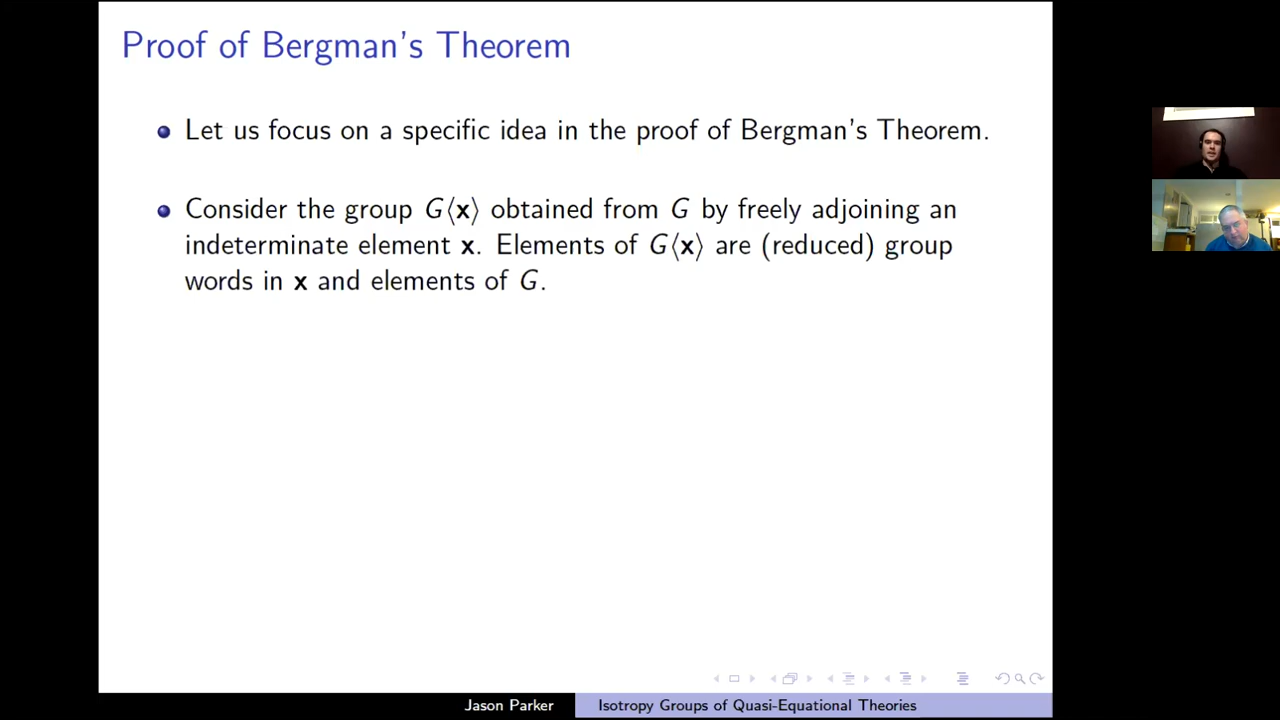 Proof of Bergman's Theorem
Let us focus on a specific idea in the proof of Bergman's Theorem.
Consider the group G⟨x⟩ obtained from G by freely adjoining an
indeterminate element x. Elements of G⟨x⟩ are (reduced) group
words in x and elements of G.
Jason Parker
Isotropy Groups of Quasi-Equational Theories